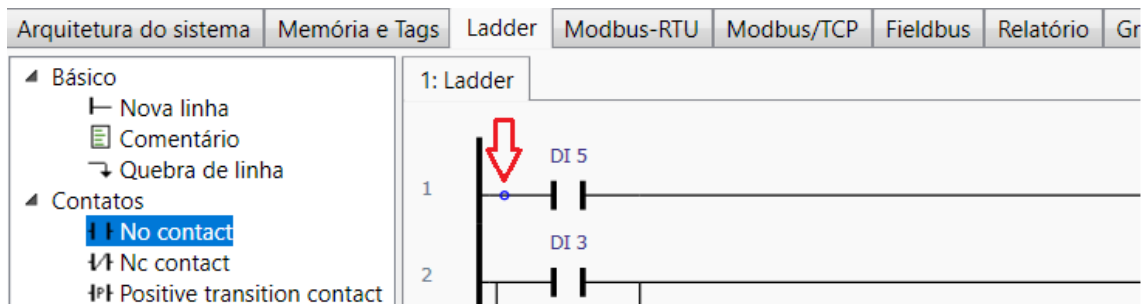 Arquitetura do sistema Memória e Tags Ladder Modbus-RTU Modbus/TCP Fieldbus Relatório Gr
Básico
Nova linha
Comentário
Quebra de linha
Contatos
No contact
Nc contact
Positive transition contact
1: Ladder
DI 5
1
DI 3
2